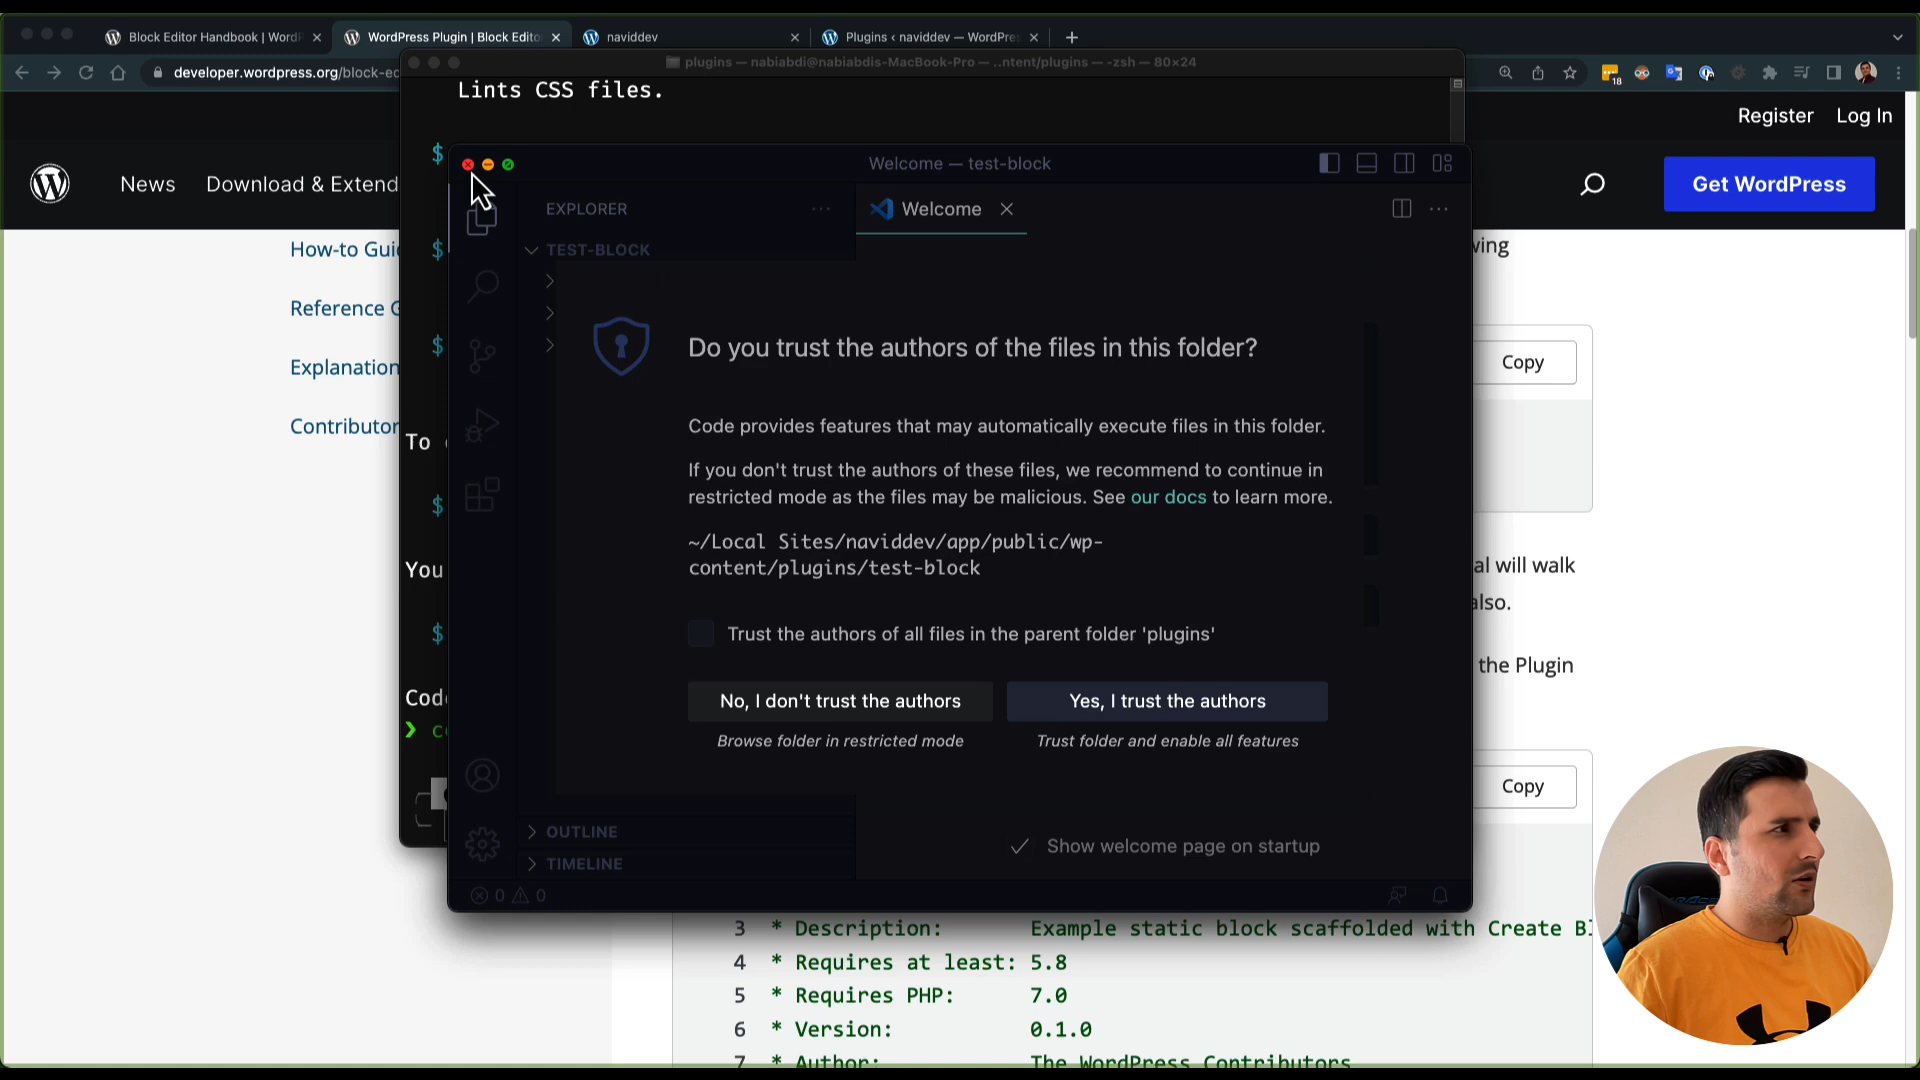 Block Editor Handbook | WordP
WordPress Plugin | Block Edito
naviddev
Plugins ‹ naviddev — WordPre
developer.wordpress.org/block-e
18
plugins — nabiabdi@nabiabdis-MacBook-Pro — ..ntent/plugins — -zsh — 80×24
Lints CSS files.
Register
Log In
$
Welcome — test-block
News
Download & Extend
Get WordPress
EXPLORER
Welcome
How-to Gui
$
TEST-BLOCK
Reference G
$
Do you trust the authors of the files in this folder?
Copy
Explanation
Code provides features that may automatically execute files in this folder.
Contributor
To
If you don't trust the authors of these files, we recommend to continue in
restricted mode as the files may be malicious. See our docs to learn more.
$
~/Local Sites/naviddev/app/public/wp-
content/plugins/test-block
You
al will walk
also.
$
Trust the authors of all files in the parent folder 'plugins'
the Plugin
Cod
No, I don't trust the authors
Yes, I trust the authors
Browse folder in restricted mode
Trust folder and enable all features
Copy
OUTLINE
Show welcome page on startup
TIMELINE
0 0
3 * Description: Example static block scaffolded with Create B
4 * Requires at least: 5.8
5 * Requires PHP: 7.0
6 * Version: 0.1.0
7 * Author: The WordPress Contributors